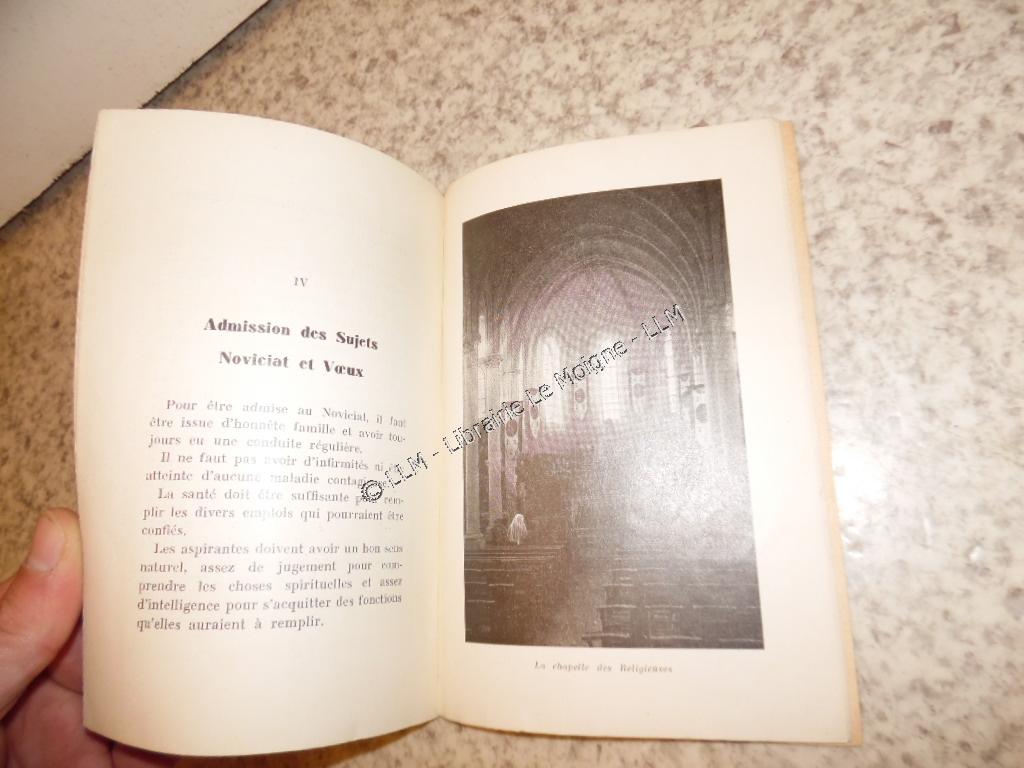 IV
Admission des Sujets
Noviciat et Vœux
Pour être admise au Noviciat, il faut
être issue d'honnête famille et avoir tou-
jours eu une conduite régulière.
Il ne faut pas avoir d'infirmités ni
atteinte d'aucune maladie
La santé doit être suffisante pour rem-
plir les divers emplois qui pourraient être
confiés.
Les aspirantes doivent avoir un bon sens
naturel, assez de jugement pour com-
prendre les choses spirituelles et assez
d'intelligence pour s'acquitter des fonctions
qu'elles auraient à remplir.
La chapelle des Religieuses
© LLM - Librairie Le Moigne - LLM